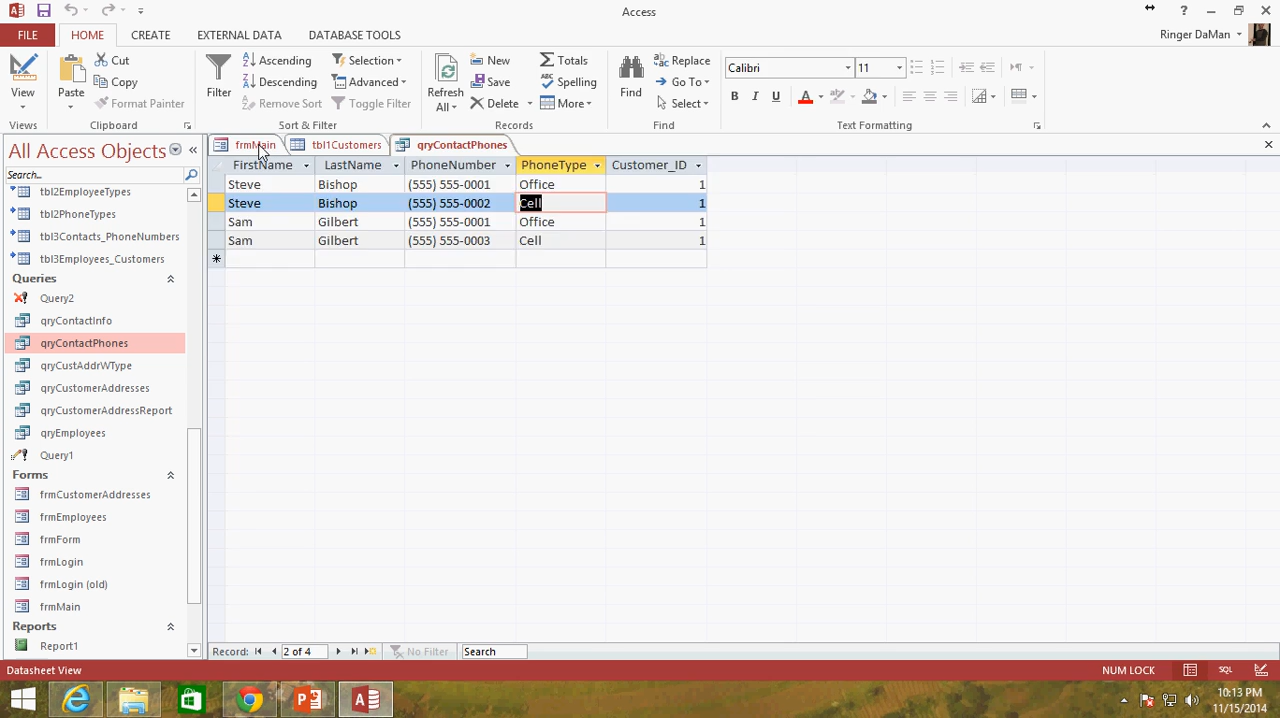 Access
Ringer DaMan
FILE HOME CREATE EXTERNAL DATA DATABASE TOOLS
View
Views
Paste
Cut
Copy
Format Painter
Clipboard
Filter
Ascending
Descending
Remove Sort
Selection
Advanced
Toggle Filter
Sort & Filter
Refresh
All
New
Save
Delete
Totals
Spelling
More
Records
Find
Replace
Go To
Select
Find
Calibri 11
B I U A
Text Formatting
All Access Objects
Search...
tbl2EmployeeTypes
tbl2PhoneTypes
tbl3Contacts_PhoneNumbers
tbl3Employees_Customers
Queries
Query2
qryContactInfo
qryContactPhones
qryCustAddrWType
qryCustomerAddresses
qryCustomerAddressReport
qryEmployees
Query1
Forms
frmCustomerAddresses
frmEmployees
frmForm
frmLogin
frmLogin (old)
frmMain
Reports
Report1
frmMain tbl1Customers qryContactPhones
FirstName LastName PhoneNumber PhoneType Customer_ID
Steve Bishop (555) 555-0001 Office 1
Steve Bishop (555) 555-0002 Cell 1
Sam Gilbert (555) 555-0001 Office 1
Sam Gilbert (555) 555-0003 Cell 1
Record: 2 of 4 No Filter Search
Datasheet View
NUM LOCK
SQL
10:13 PM
11/15/2014